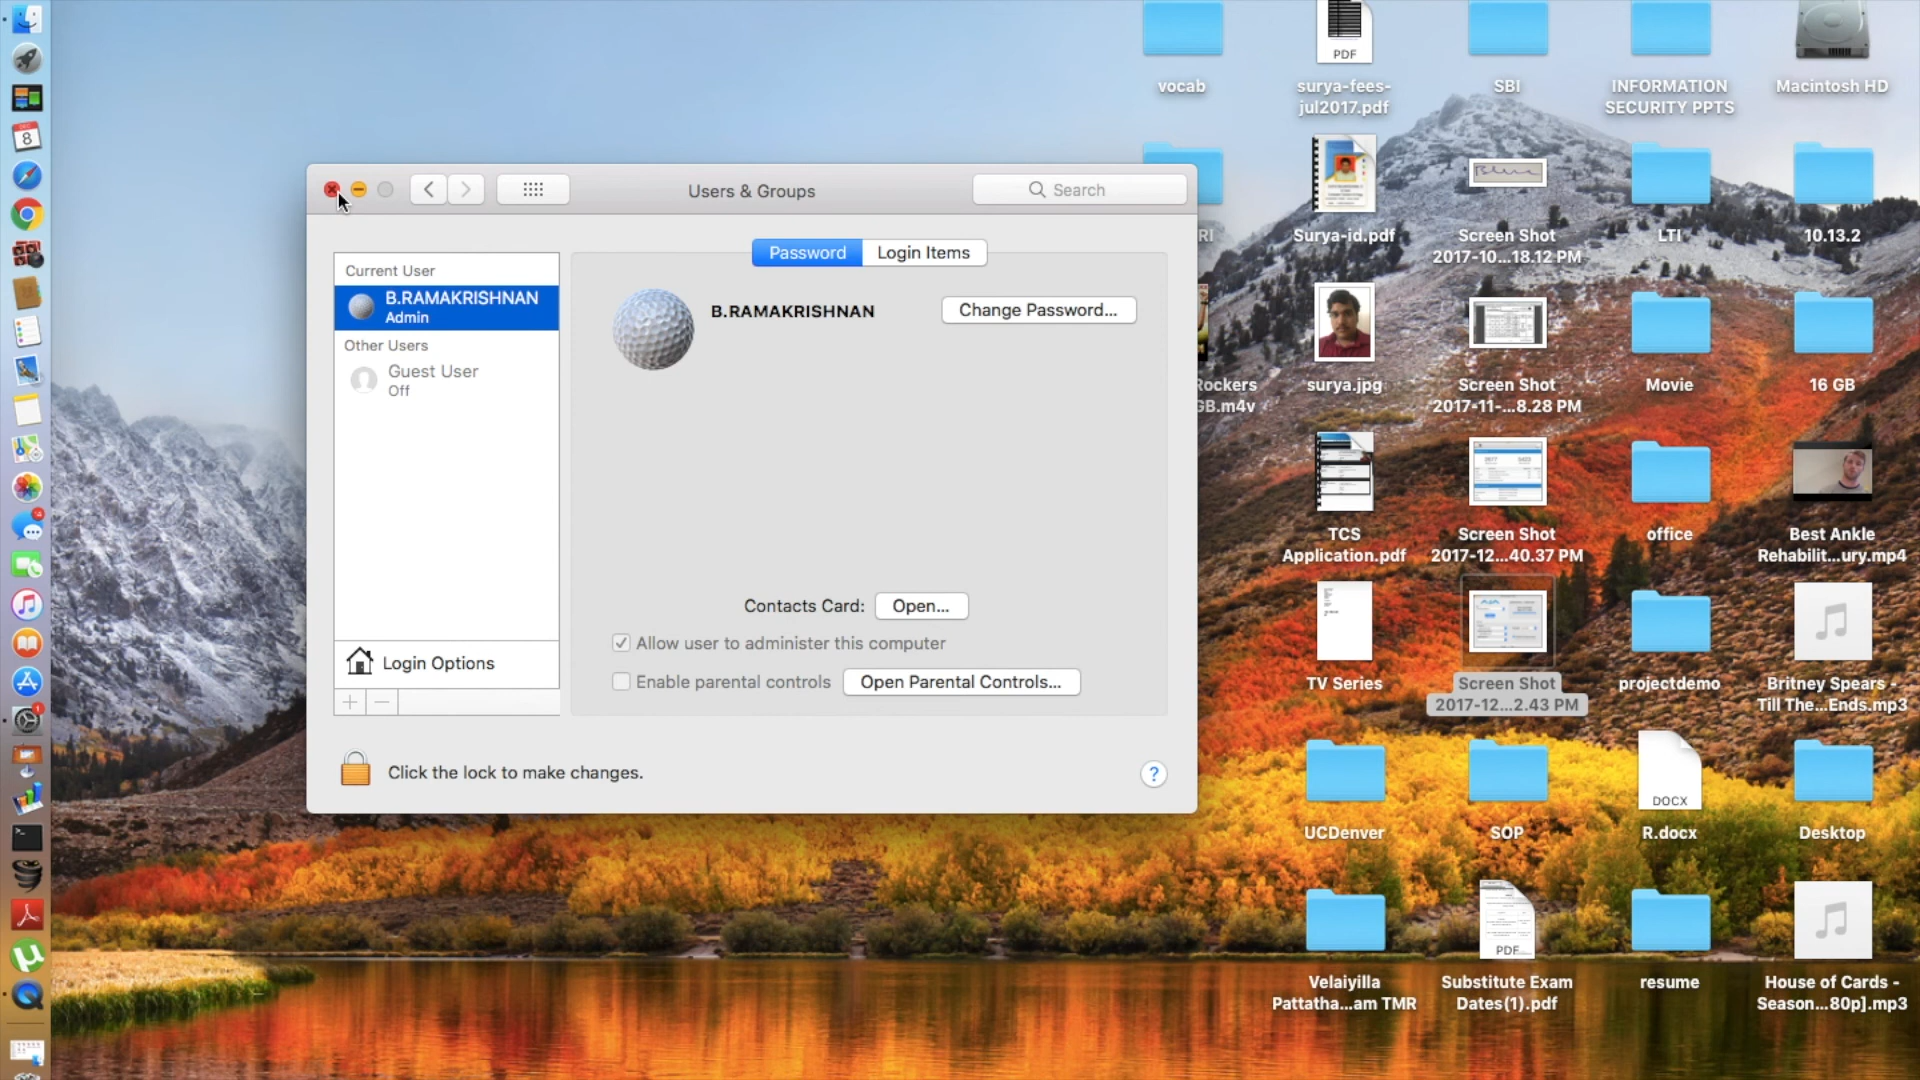 Users & Groups
Search
Password
Login Items
Current User
B.RAMAKRISHNAN
Admin
Other Users
Guest User
Off
Login Options
B.RAMAKRISHNAN
Change Password...
Contacts Card:
Open...
Allow user to administer this computer
Enable parental controls
Open Parental Controls...
Click the lock to make changes.
?
8
vocab
PDF
surya-fees-
jul2017.pdf
SBI
INFORMATION
SECURITY PPTS
Macintosh HD
RI
Surya-id.pdf
Screen Shot
2017-10...18.12 PM
LTI
10.13.2
Rockers
GB.m4v
surya.jpg
Screen Shot
2017-11-...8.28 PM
Movie
16 GB
TCS
Application.pdf
Screen Shot
2017-12...40.37 PM
office
Best Ankle
Rehabilit...ury.mp4
TV Series
Screen Shot
2017-12...2.43 PM
projectdemo
Britney Spears -
Till The...Ends.mp3
UCDenver
SOP
DOCX
R.docx
Desktop
Velaiyilla
Pattatha...am TMR
PDF
Substitute Exam
Dates(1).pdf
resume
House of Cards -
Season...80p].mp3